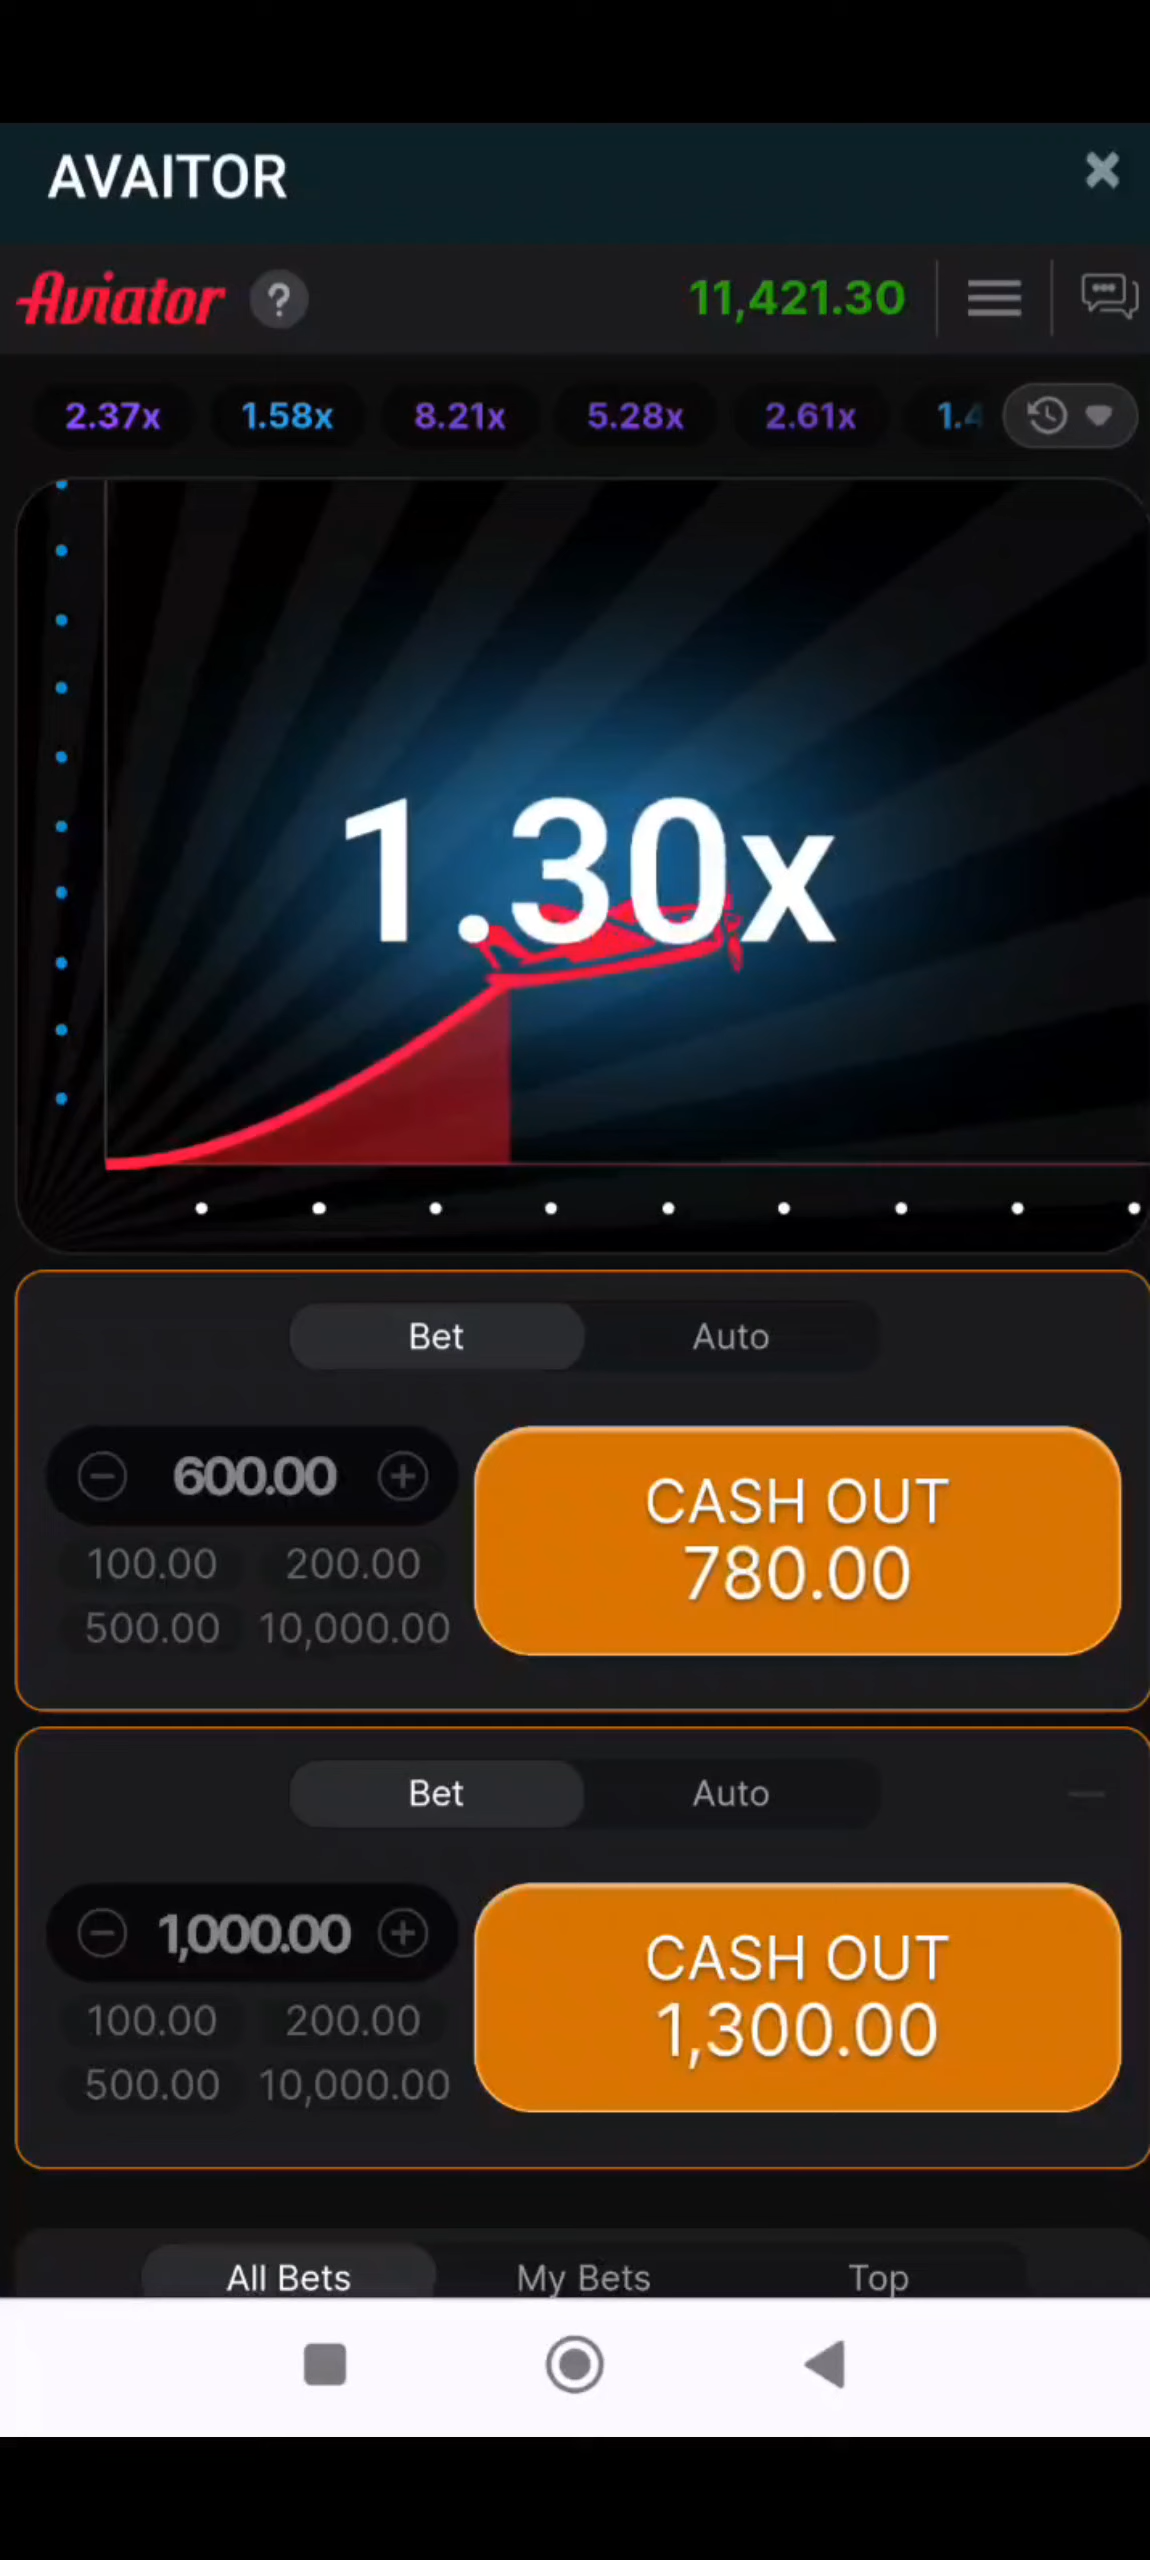 AVAITOR
Aviator ? 11,421.30
2.37x 1.58x 8.21x 5.28x 2.61x 1.4
1.30x
Bet Auto
600.00
CASH OUT
780.00
100.00 200.00
500.00 10,000.00
Bet Auto
1,000.00
CASH OUT
1,300.00
100.00 200.00
500.00 10,000.00
All Bets My Bets Top